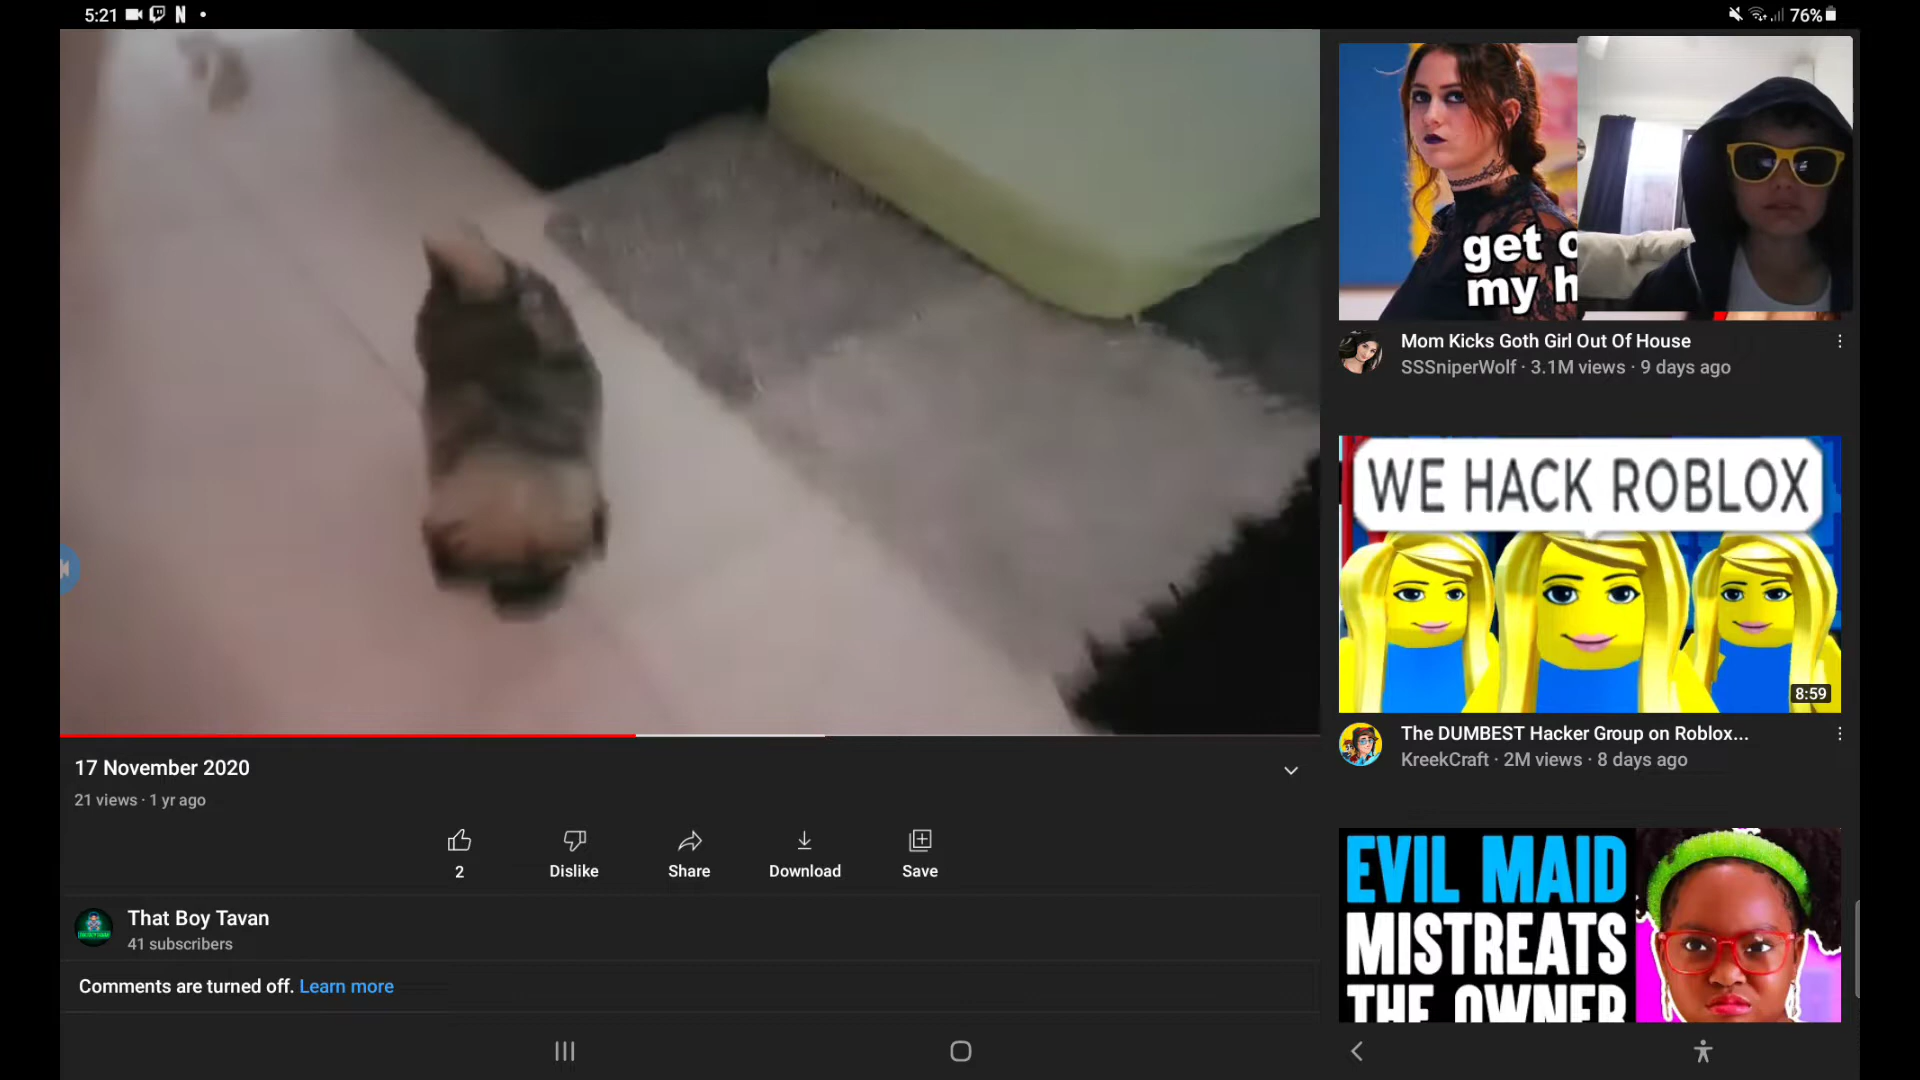 5:21
76%
get
my
Mom Kicks Goth Girl Out Of House
SSSniperWolf · 3.1M views · 9 days ago
WE HACK ROBLOX
8:59
The DUMBEST Hacker Group on Roblox...
KreekCraft · 2M views · 8 days ago
EVIL MAID
MISTREATS
THE OWNER
17 November 2020
21 views · 1 yr ago
2
Dislike
Share
Download
Save
That Boy Tavan
41 subscribers
Comments are turned off. Learn more